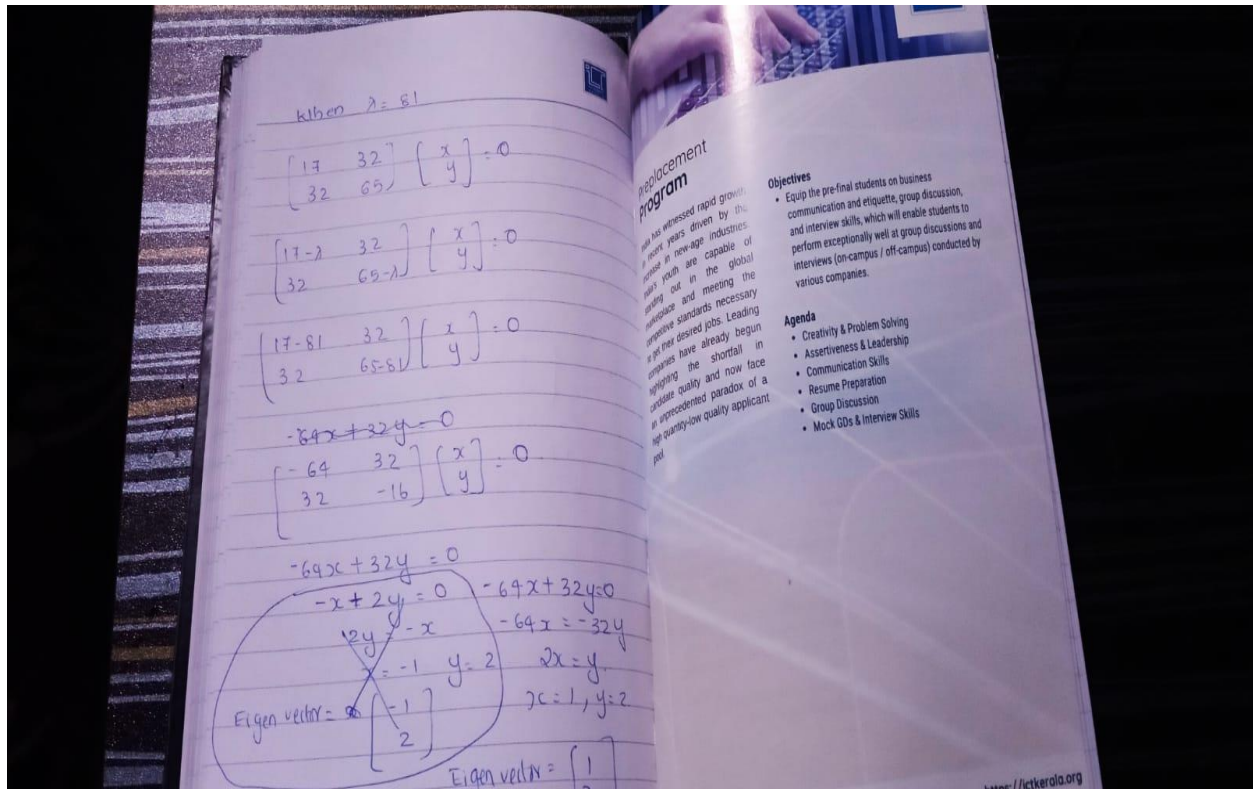 When λ = 81
[ 17 32 ] [ x ] = 0
[ 32 65 ] [ y ]
[ 17-λ 32 ] [ x ] = 0
[ 32 65-λ ] [ y ]
[ 17-81 32 ] [ x ] = 0
[ 32 65-81 ] [ y ]
-64x + 32y = 0
[ -64 32 ] [ x ] = 0
[ 32 -16 ] [ y ]
-64x + 32y = 0
-x + 2y = 0
2y = -x
= -1 y = 2
Eigen vector = [ -1 ]
[ 2 ]
-64x + 32y = 0
-64x = -32y
2x = y.
x = 1, y = 2
Eigen vector = [ 1
preplacement
program
India has witnessed rapid growth
in recent years driven by the
increase in new-age industries.
India's youth are capable of
standing out in the global
marketplace and meeting the
competitive standards necessary
to get their desired jobs. Leading
companies have already begun
highlighting the shortfall in
candidate quality and now face
an unprecedented paradox of a
high quantity-low quality applicant
pool.
Objectives
• Equip the pre-final students on business
communication and etiquette, group discussion,
and interview skills, which will enable students to
perform exceptionally well at group discussions and
interviews (on-campus / off-campus) conducted by
various companies.
Agenda
• Creativity & Problem Solving
• Assertiveness & Leadership
• Communication Skills
• Resume Preparation
• Group Discussion
• Mock GDs & Interview Skills
https://ictkerala.org